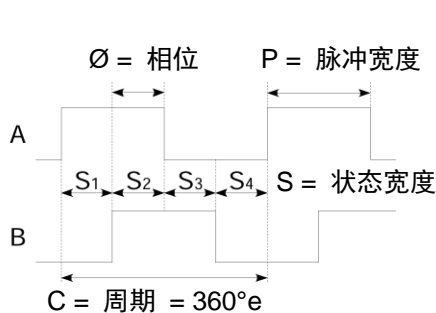 Ø = 相位
P = 脉冲宽度
A
S1 S2 S3 S4
S = 状态宽度
B
C = 周期 = 360°e